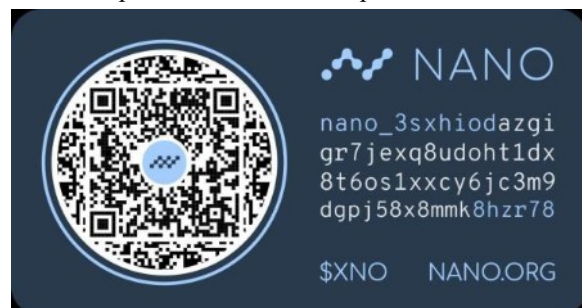 NANO
nano_3sxhiodazgi
gr7jexq8udoht1dx
8t6os1xxcy6jc3m9
dgpj58x8mmk8hzr78
$XNO NANO.ORG